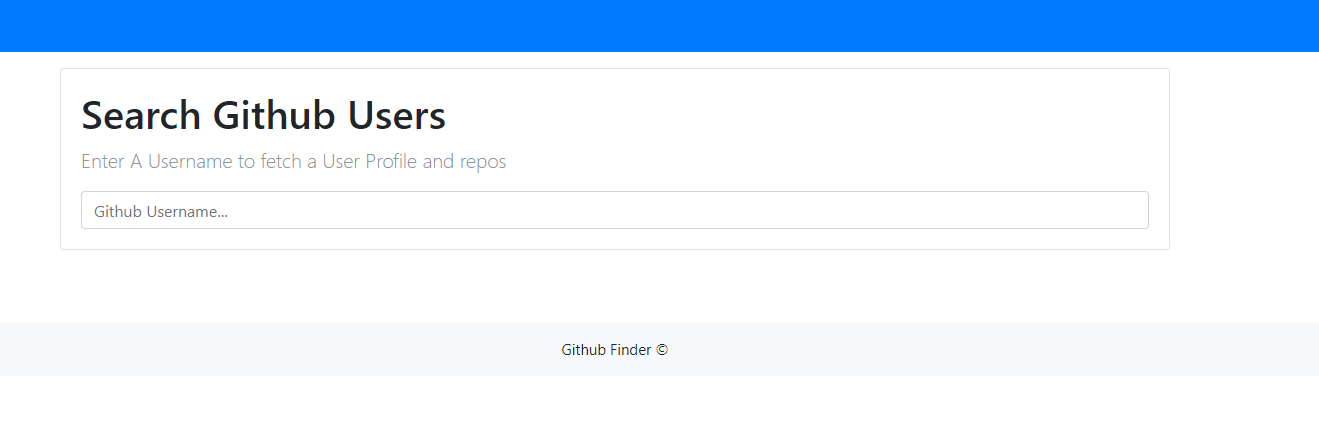 Search Github Users
Enter A Username to fetch a User Profile and repos
Github Username...
Github Finder ©